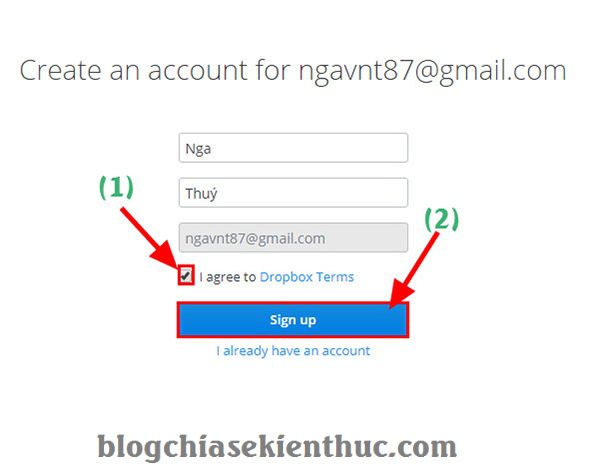 Create an account for ngavnt87@gmail.com
Nga
(1)
Thuý
(2)
ngavnt87@gmail.com
I agree to Dropbox Terms
Sign up
I already have an account
blogchiasekienthuc.com